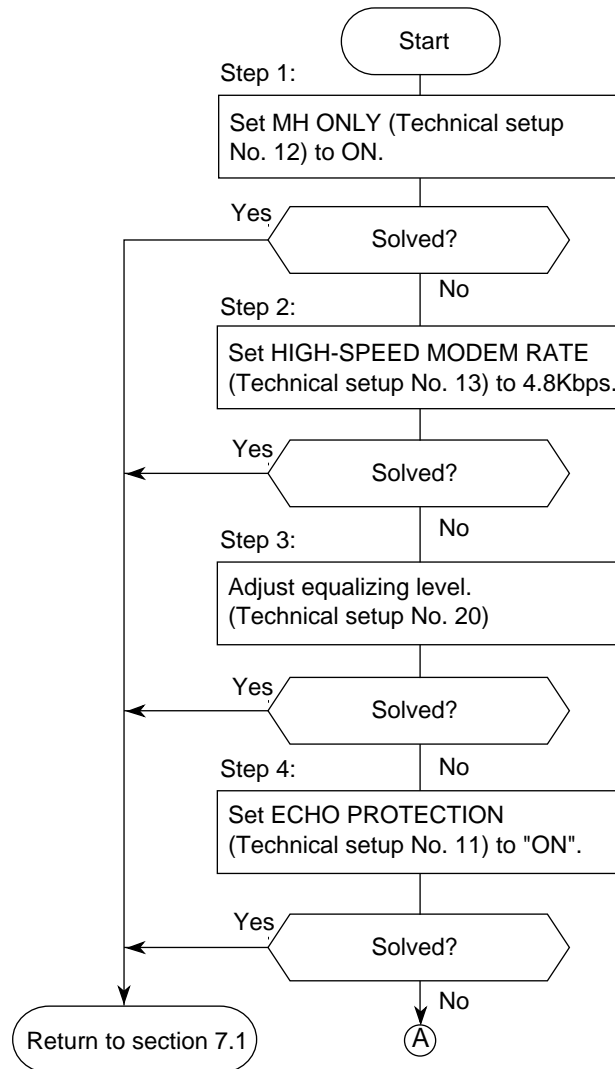 Start
Step 1:
Set MH ONLY (Technical setup
No. 12) to ON.
Yes
Solved?
No
Step 2:
Set HIGH-SPEED MODEM RATE
(Technical setup No. 13) to 4.8Kbps.
Yes
Solved?
No
Step 3:
Adjust equalizing level.
(Technical setup No. 20)
Yes
Solved?
No
Step 4:
Set ECHO PROTECTION
(Technical setup No. 11) to "ON".
Yes
Solved?
No
Return to section 7.1
A